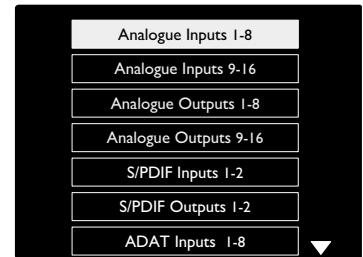 Analogue Inputs 1-8
Analogue Inputs 9-16
Analogue Outputs 1-8
Analogue Outputs 9-16
S/PDIF Inputs 1-2
S/PDIF Outputs 1-2
ADAT Inputs 1-8